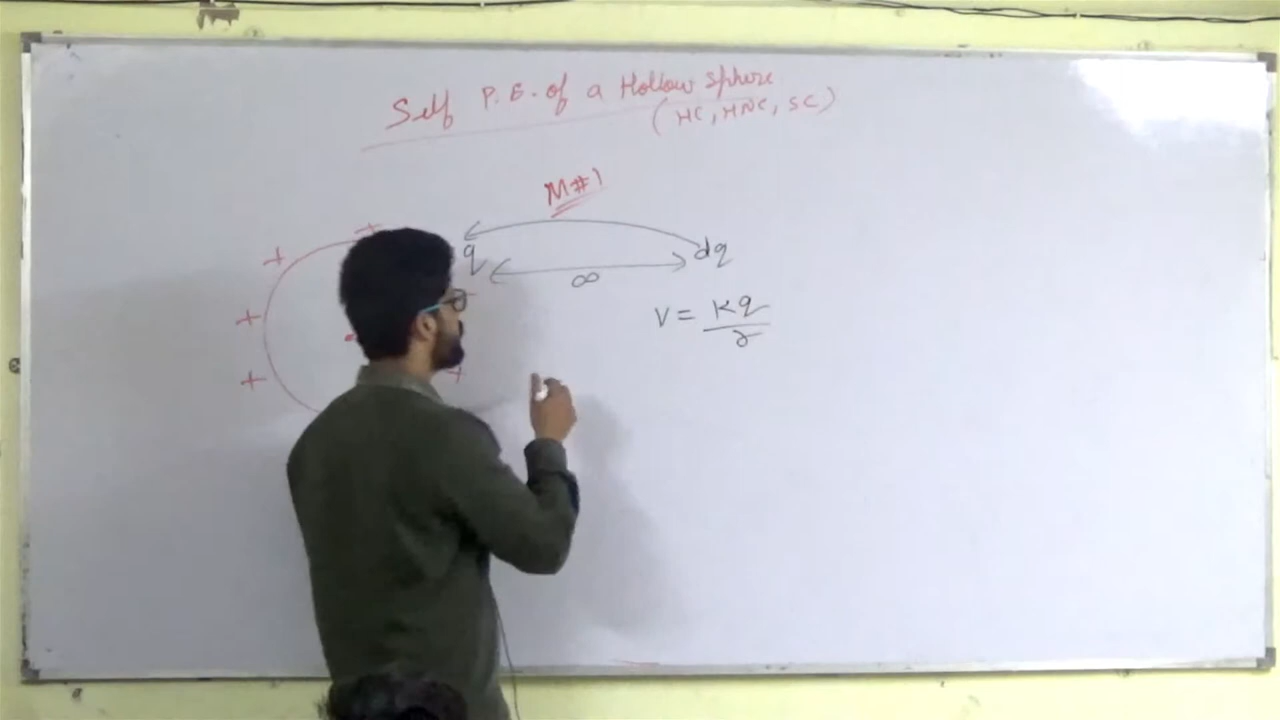 Self P.E. of a Hollow sphere
(HC, HNC, SC)
M#1
q dq
∞
V = Kq/r
+
+
+
+
+
+